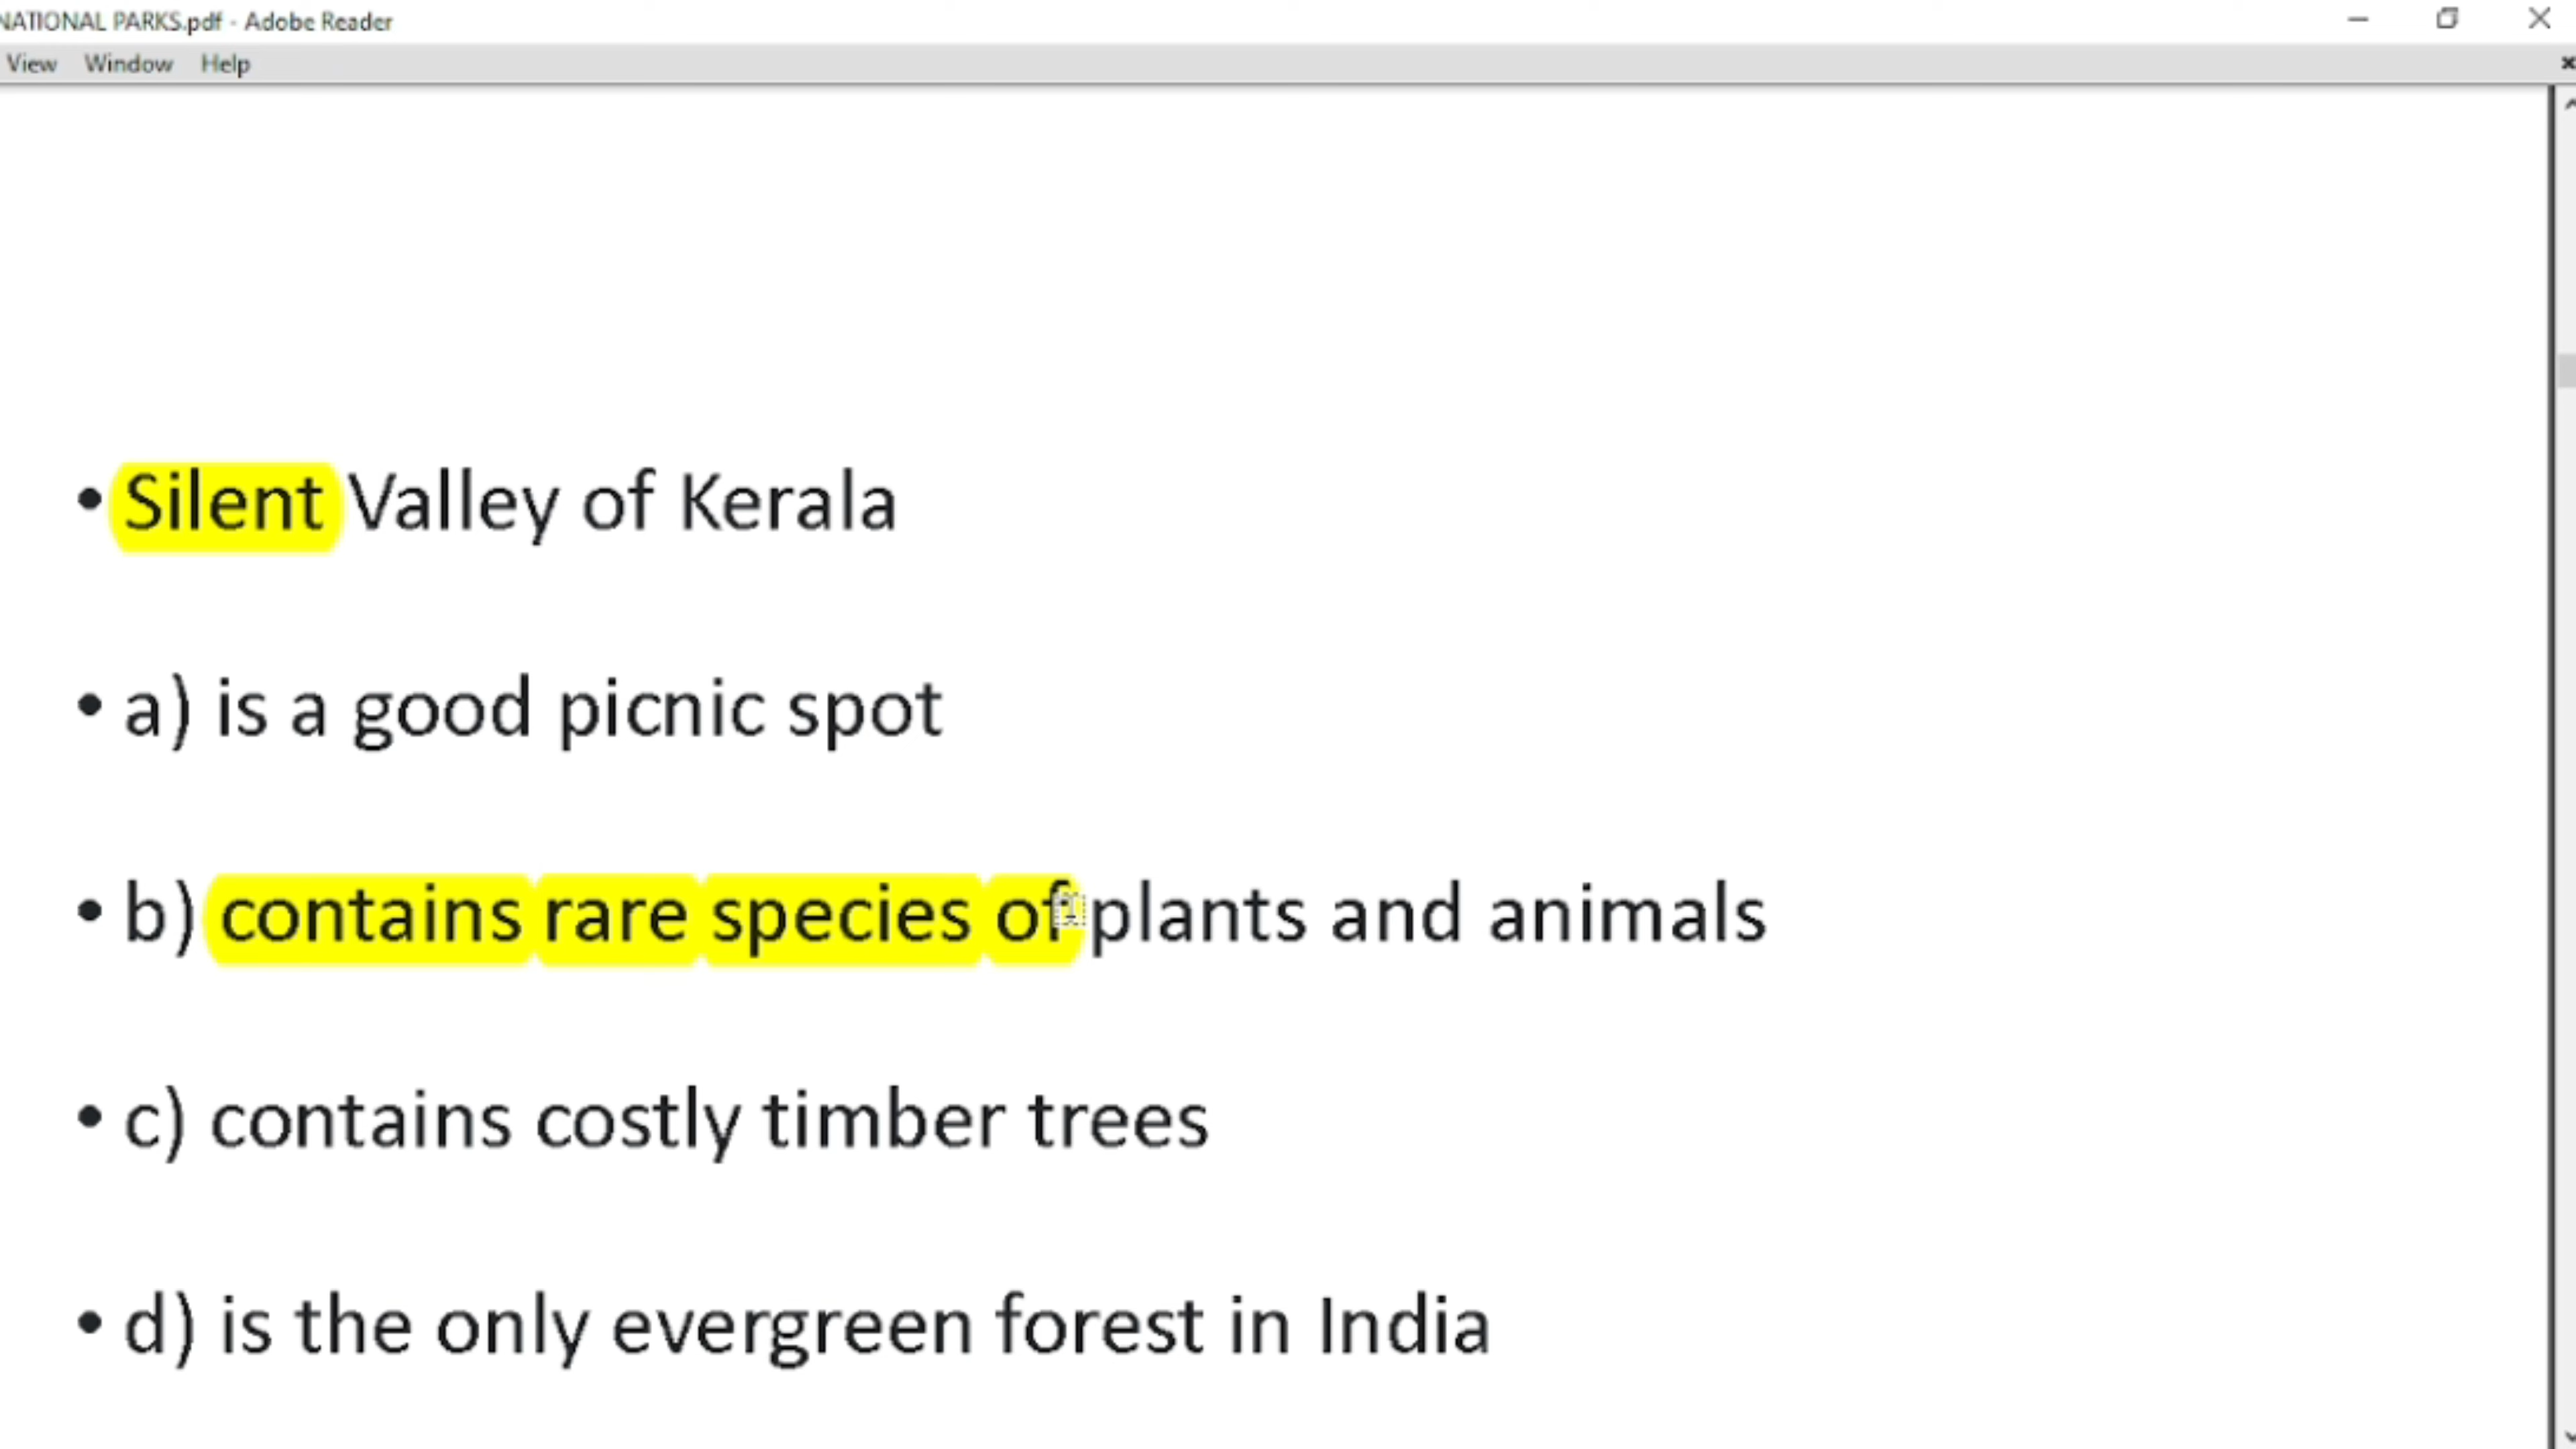 NATIONAL PARKS.pdf - Adobe Reader
View Window Help
• Silent Valley of Kerala
• a) is a good picnic spot
• b) contains rare species of plants and animals
• c) contains costly timber trees
• d) is the only evergreen forest in India